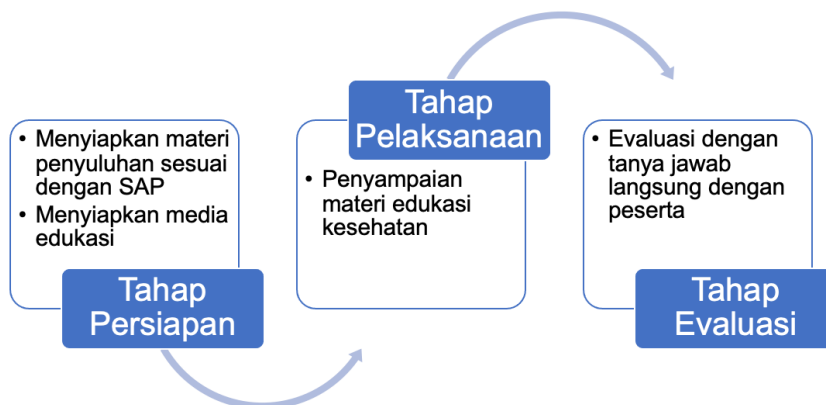 • Menyiapkan materi
penyuluhan sesuai
dengan SAP
• Menyiapkan media
edukasi
Tahap
Persiapan
Tahap
Pelaksanaan
• Penyampaian
materi edukasi
kesehatan
• Evaluasi dengan
tanya jawab
langsung dengan
peserta
Tahap
Evaluasi